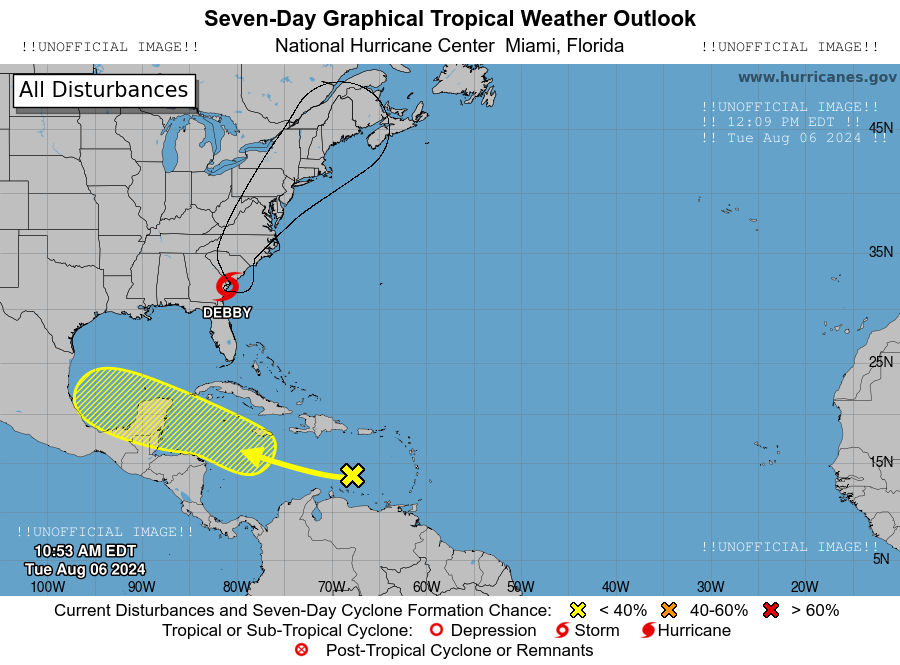 Seven-Day Graphical Tropical Weather Outlook
!!UNOFFICIAL IMAGE!! National Hurricane Center Miami, Florida !!UNOFFICIAL IMAGE!!
All Disturbances
www.hurricanes.gov
!!UNOFFICIAL IMAGE!!
!! 12:09 PM EDT !!
!! Tue Aug 06 2024 !!
45N
35N
DEBBY
25N
15N
!!UNOFFICIAL IMAGE!!
!!UNOFFICIAL IMAGE!!
10:53 AM EDT
Tue Aug 06 2024
5N
100W 90W 80W 70W 60W 50W 40W 30W 20W
Current Disturbances and Seven-Day Cyclone Formation Chance: < 40% 40-60% > 60%
Tropical or Sub-Tropical Cyclone: Depression Storm Hurricane
Post-Tropical Cyclone or Remnants